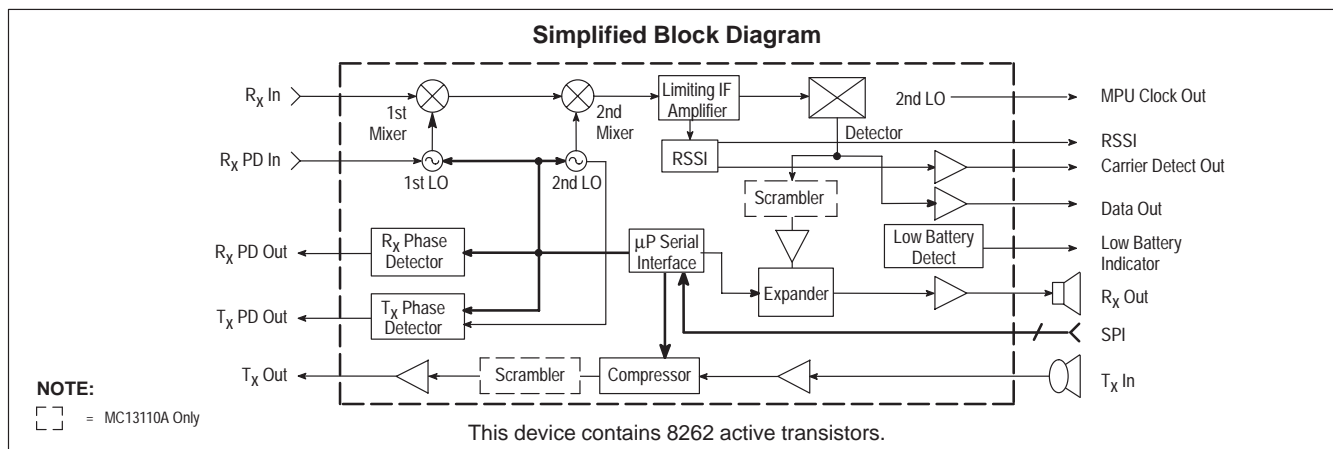 Simplified Block Diagram
RX In
1st
Mixer
2nd
Mixer
Limiting IF
Amplifier
2nd LO
MPU Clock Out
Detector
RSSI
RSSI
RX PD In
1st LO
2nd LO
Carrier Detect Out
Scrambler
Data Out
RX PD Out
RX Phase
Detector
µP Serial
Interface
Low Battery
Detect
Low Battery
Indicator
Expander
RX Out
TX PD Out
TX Phase
Detector
SPI
TX Out
Scrambler
Compressor
TX In
NOTE:
= MC13110A Only
This device contains 8262 active transistors.